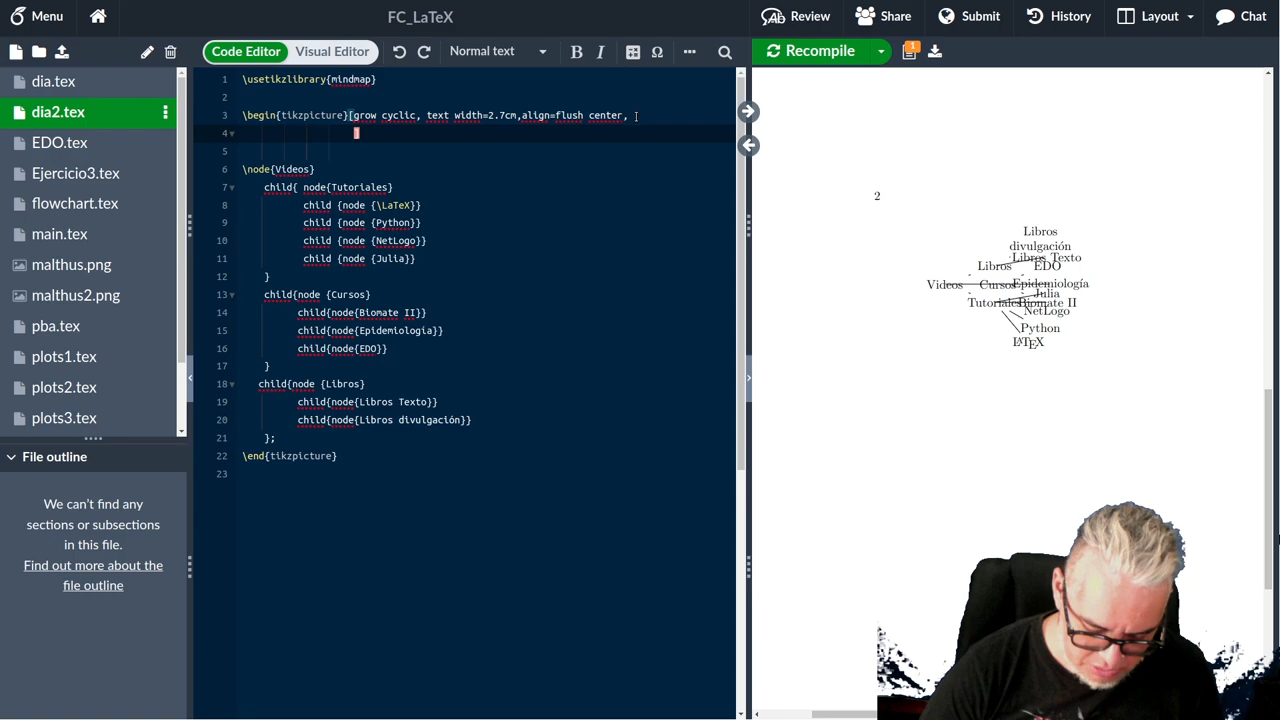 Menu
FC_LaTeX
Review
Share
Submit
History
Layout
Chat
Code Editor
Visual Editor
Normal text
B
I
Ω
Recompile
1
dia.tex
dia2.tex
EDO.tex
Ejercicio3.tex
flowchart.tex
main.tex
malthus.png
malthus2.png
pba.tex
plots1.tex
plots2.tex
plots3.tex
File outline
We can't find any
sections or subsections
in this file.
Find out more about the
file outline
1 \usetikzlibrary{mindmap}
2
3 \begin{tikzpicture}[grow cyclic, text width=2.7cm,align=flush center,
4 ]
5
6 \node{Videos}
7 child{ node{Tutoriales}
8 child {node {\LaTeX}}
9 child {node {Python}}
10 child {node {NetLogo}}
11 child {node {Julia}}
12 }
13 child{node {Cursos}
14 child{node{Biomate II}}
15 child{node{Epidemiología}}
16 child{node{EDO}}
17 }
18 child{node {Libros}
19 child{node{Libros Texto}}
20 child{node{Libros divulgación}}
21 };
22 \end{tikzpicture}
23
2
Libros
divulgación
Libros Texto
Libros EDO
Videos Cursos Epidemiología
Julia
Tutoriales Biomate II
NetLogo
Python
LATEX